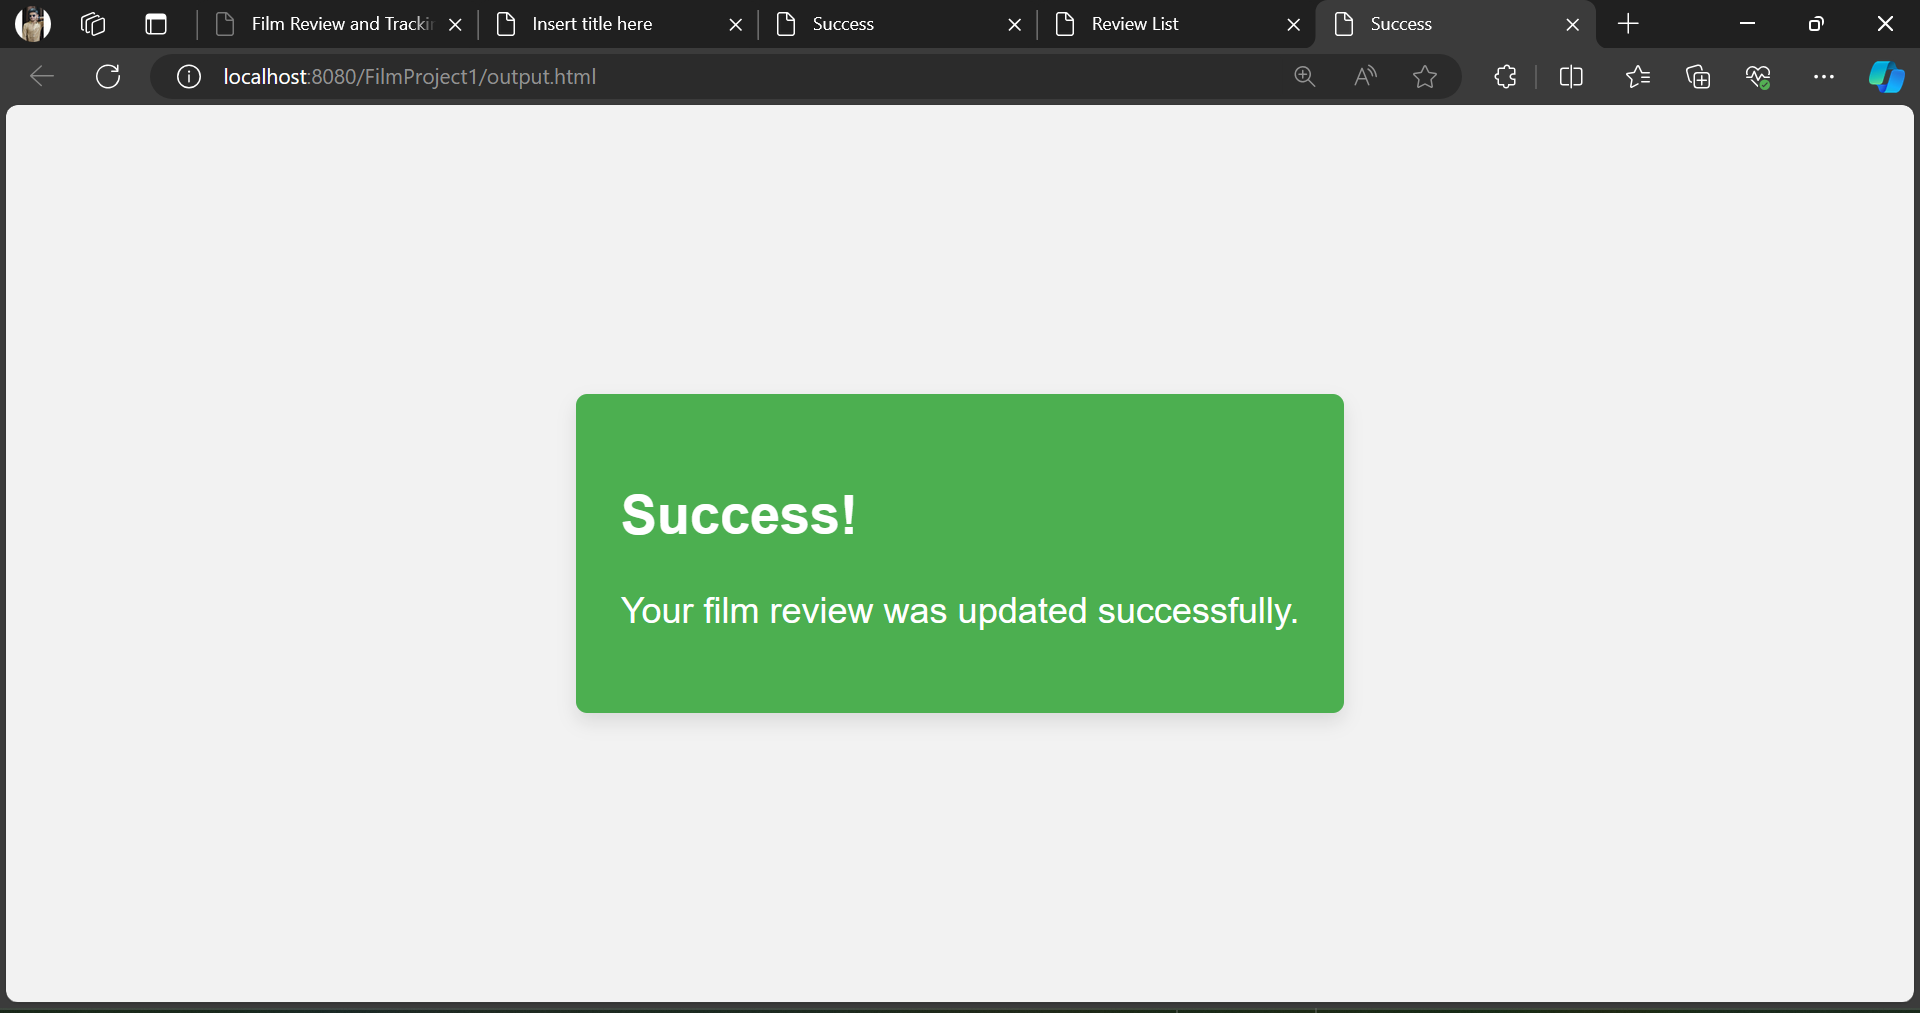 Film Review and Tracki
Insert title here
Success
Review List
Success
localhost:8080/FilmProject1/output.html
Success!
Your film review was updated successfully.